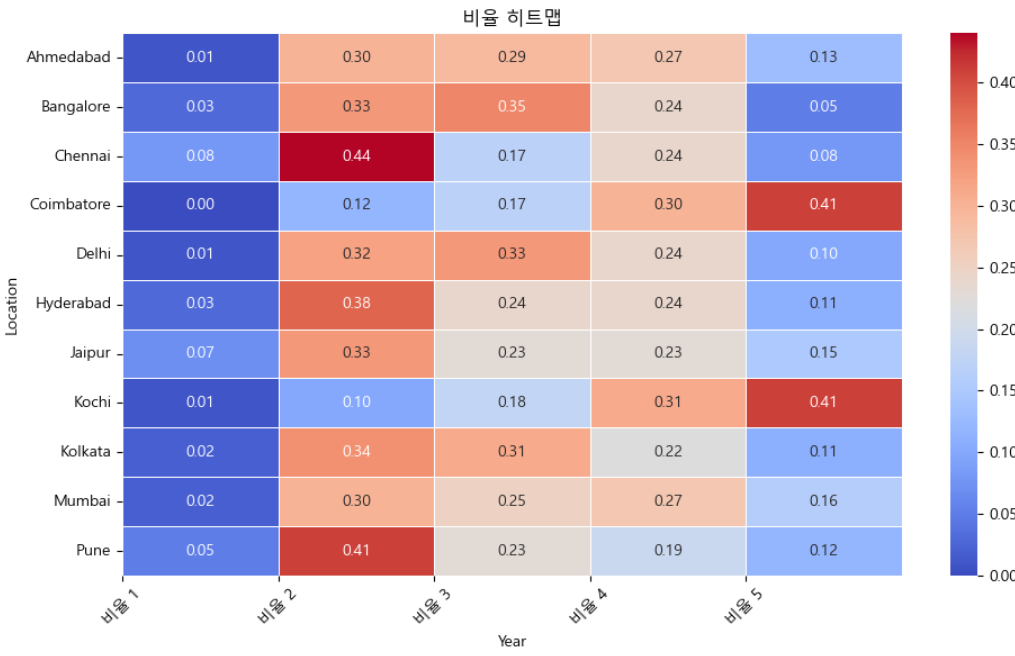 비율 히트맵
Ahmedabad 0.01 0.30 0.29 0.27 0.13
Bangalore 0.03 0.33 0.35 0.24 0.05
Chennai 0.08 0.44 0.17 0.24 0.08
Coimbatore 0.00 0.12 0.17 0.30 0.41
Delhi 0.01 0.32 0.33 0.24 0.10
Hyderabad 0.03 0.38 0.24 0.24 0.11
Jaipur 0.07 0.33 0.23 0.23 0.15
Kochi 0.01 0.10 0.18 0.31 0.41
Kolkata 0.02 0.34 0.31 0.22 0.11
Mumbai 0.02 0.30 0.25 0.27 0.16
Pune 0.05 0.41 0.23 0.19 0.12
Location
비율 1 비율 2 비율 3 비율 4 비율 5
Year
0.40
0.35
0.30
0.25
0.20
0.15
0.10
0.05
0.00